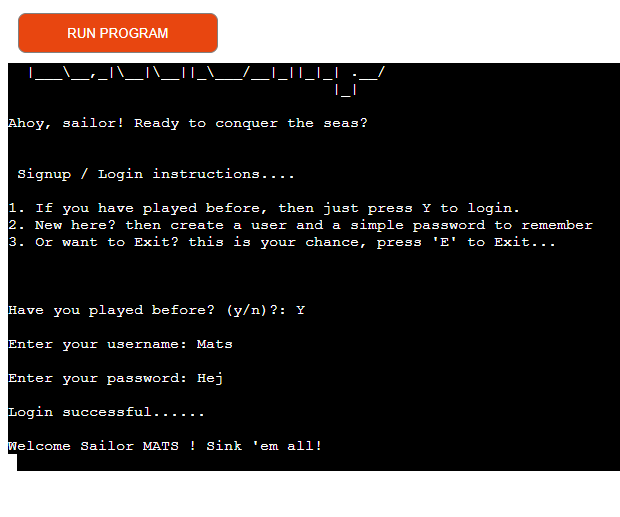 RUN PROGRAM
|___\__,_|\__|\__||_\___/__|_||_|_| .__/
|_|
Ahoy, sailor! Ready to conquer the seas?
Signup / Login instructions....
1. If you have played before, then just press Y to login.
2. New here? then create a user and a simple password to remember
3. Or want to Exit? this is your chance, press 'E' to Exit...
Have you played before? (y/n)?: Y
Enter your username: Mats
Enter your password: Hej
Login successful......
Welcome Sailor MATS ! Sink 'em all!